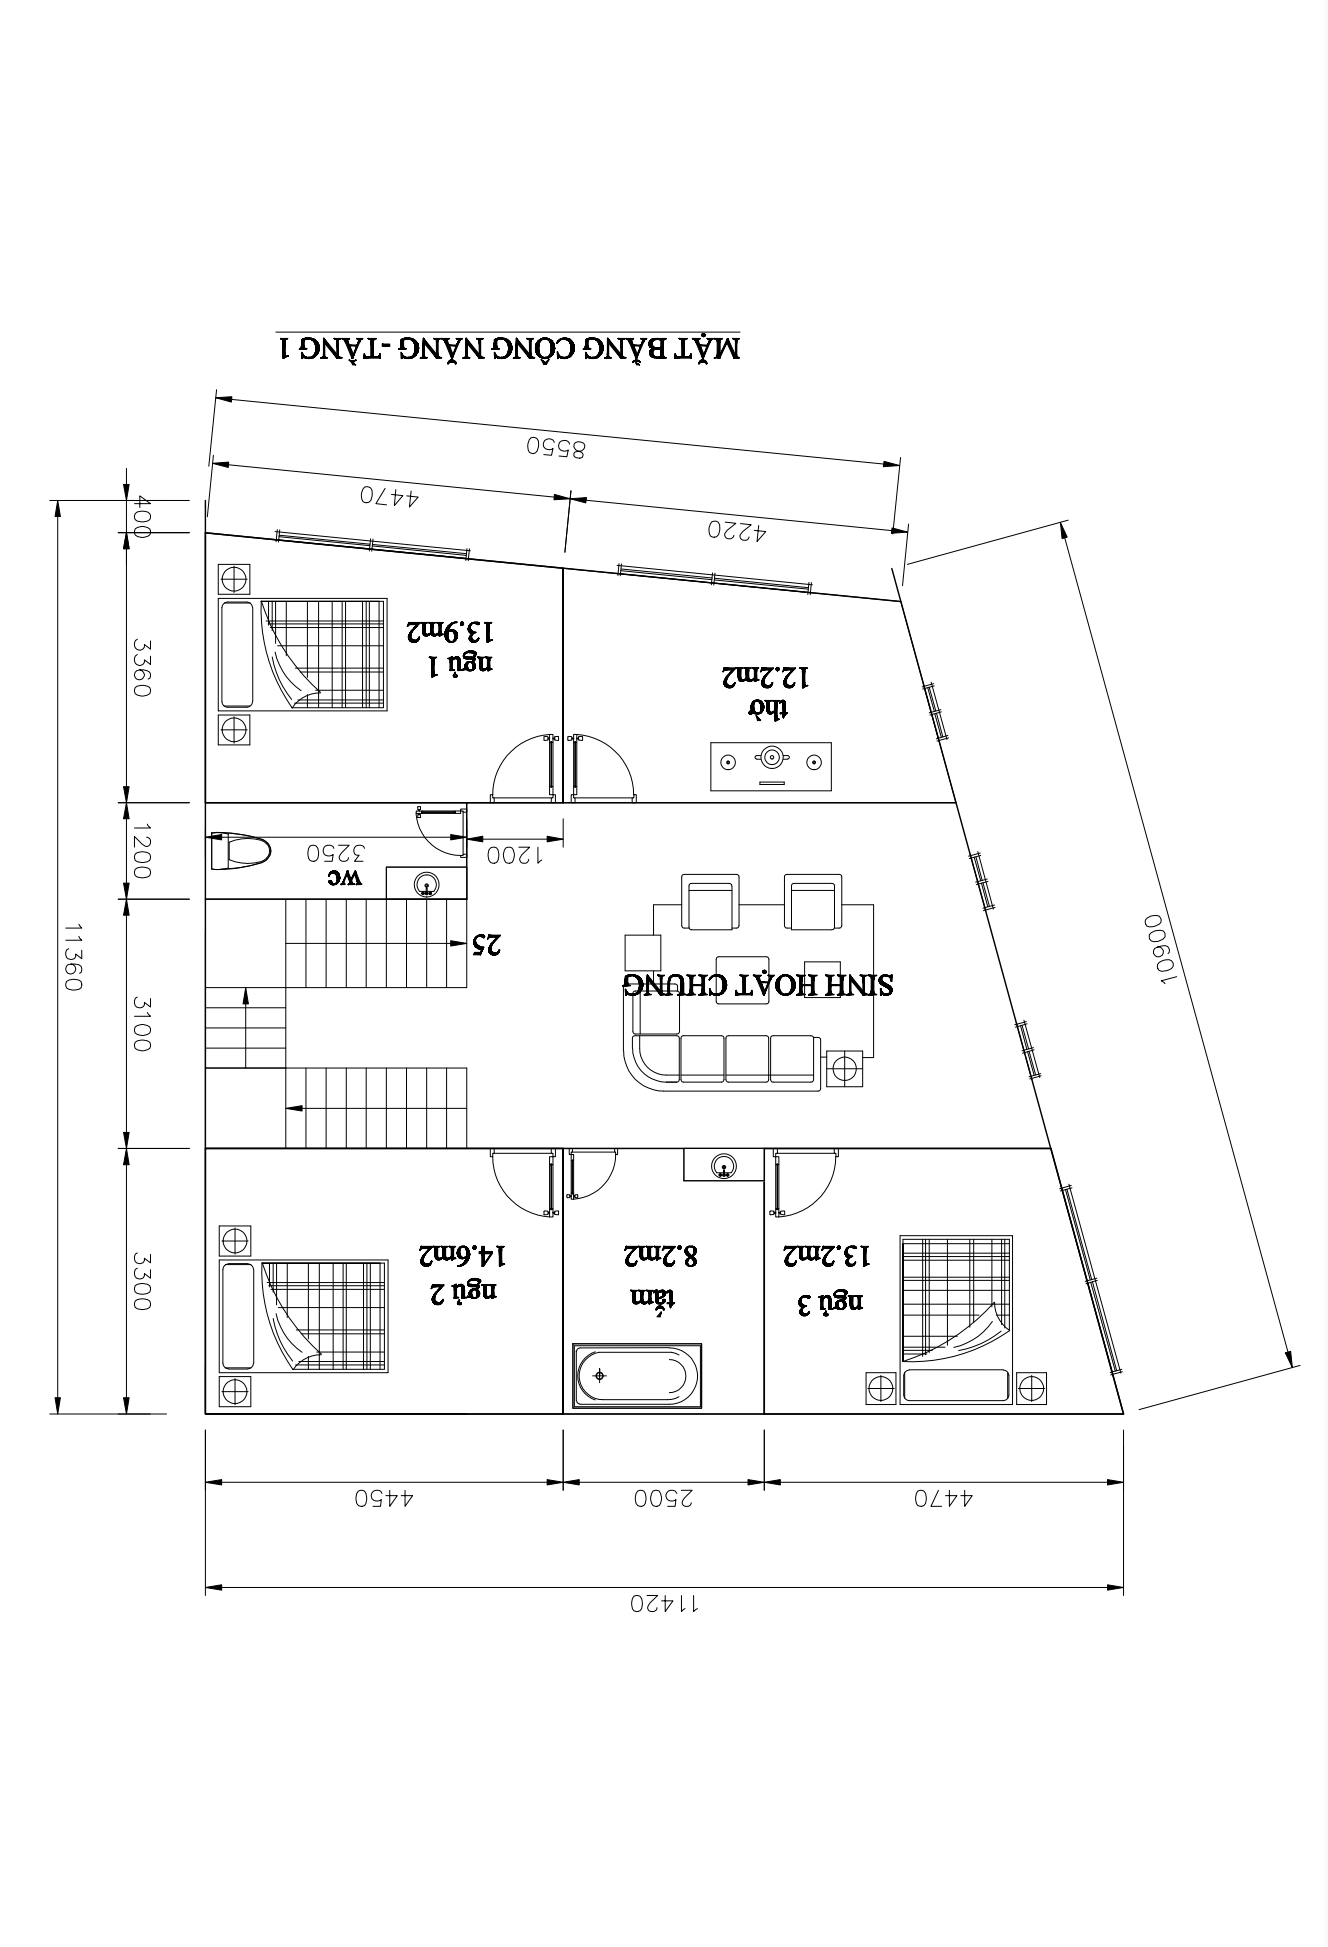 11420
4470
2500
4450
ngủ 3
13.2m2
tắm
8.2m2
ngủ 2
14.6m2
3300
10900
SINH HOẠT CHUNG
3100
11360
25
wc
1200
3250
1200
thờ
12.2m2
ngủ 1
13.9m2
3360
4220
4470
400
8550
MẶT BẰNG CÔNG NĂNG -TẦNG 1